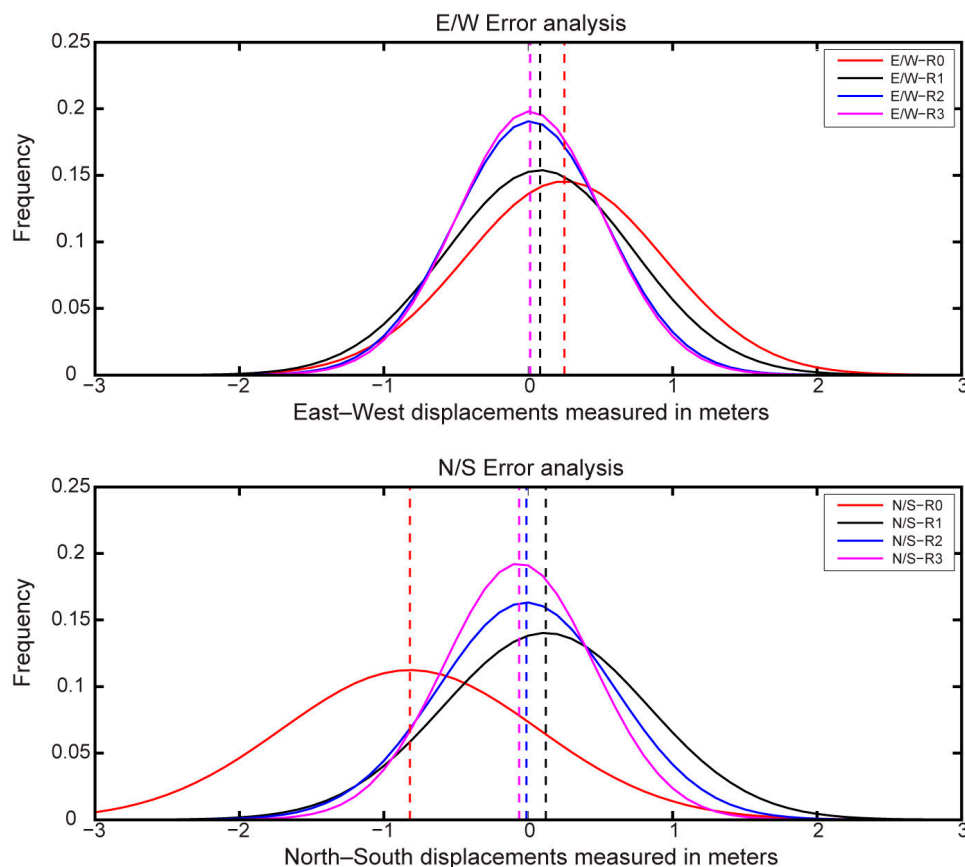 E/W Error analysis
0.25
0.2
0.15
0.1
0.05
0
Frequency
E/W−R0
E/W−R1
E/W−R2
E/W−R3
−3 −2 −1 0 1 2 3
East–West displacements measured in meters
N/S Error analysis
0.25
0.2
0.15
0.1
0.05
0
Frequency
N/S−R0
N/S−R1
N/S−R2
N/S−R3
−3 −2 −1 0 1 2 3
North–South displacements measured in meters